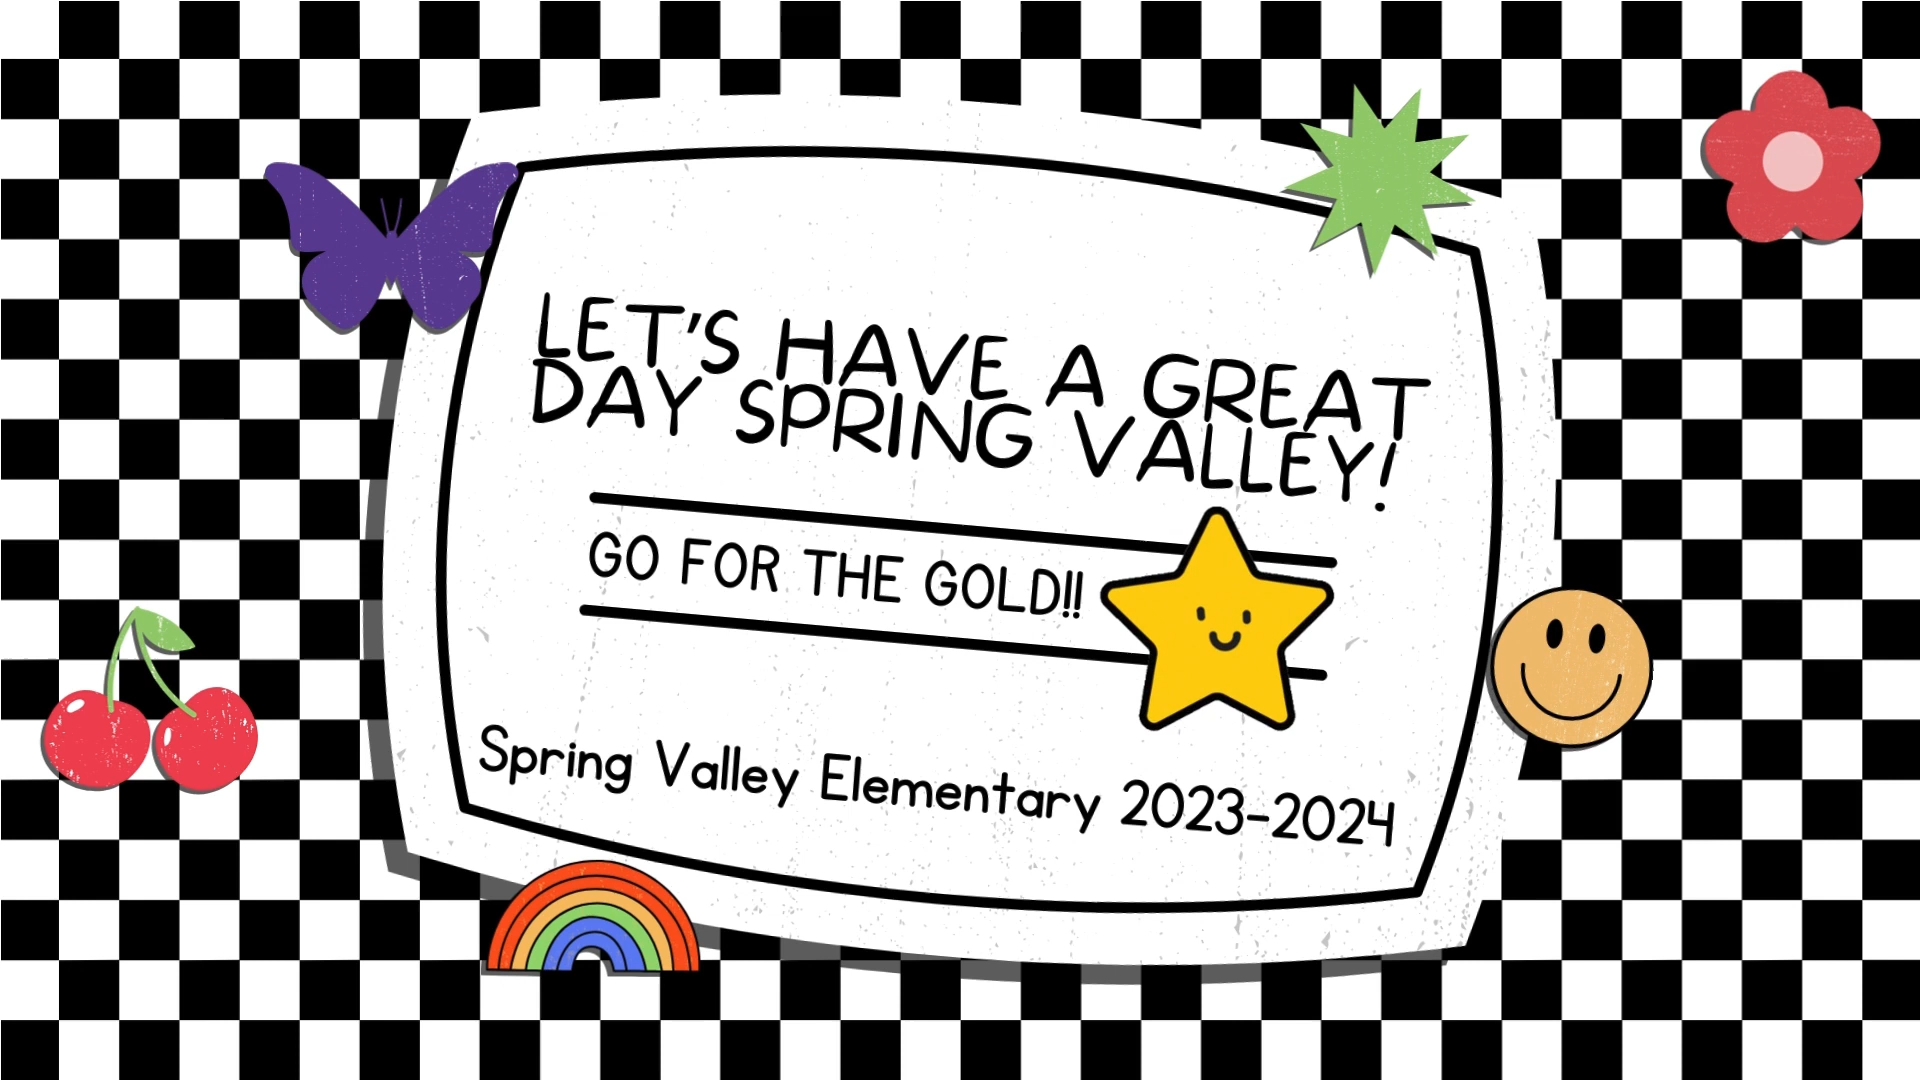 LET'S HAVE A GREAT
DAY SPRING VALLEY!
GO FOR THE GOLD!!
Spring Valley Elementary 2023-2024